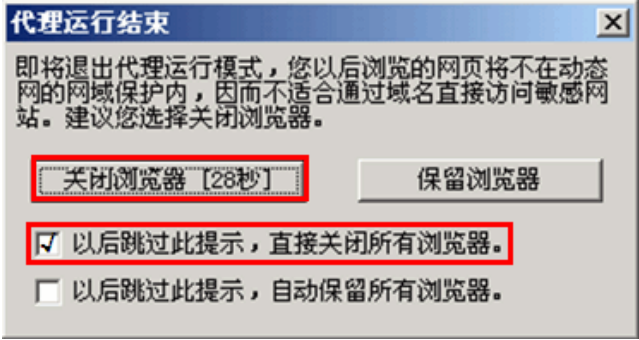 代理运行结束
即将退出代理运行模式，您以后浏览的网页将不在动态
网的网域保护内，因而不适合通过域名直接访问敏感网
站。建议您选择关闭浏览器。
关闭浏览器 [28秒] 保留浏览器
以后跳过此提示，直接关闭所有浏览器。
以后跳过此提示，自动保留所有浏览器。